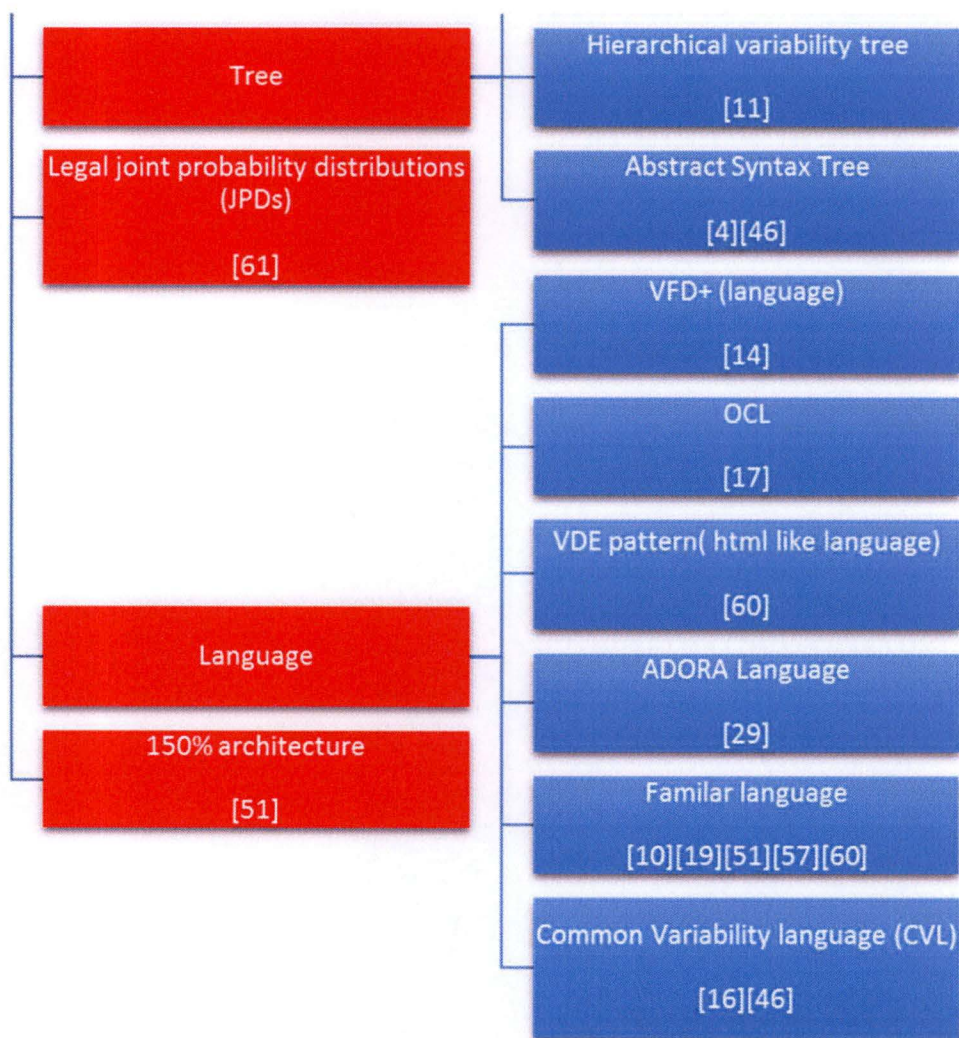 Tree
Hierarchical variability tree
[11]
Legal joint probability distributions
(JPDs)
[61]
Abstract Syntax Tree
[4][46]
VFD+ (language)
[14]
OCL
[17]
VDE pattern( html like language)
[60]
Language
ADORA Language
[29]
150% architecture
[51]
Familar language
[10][19][51][57][60]
Common Variability language (CVL)
[16][46]